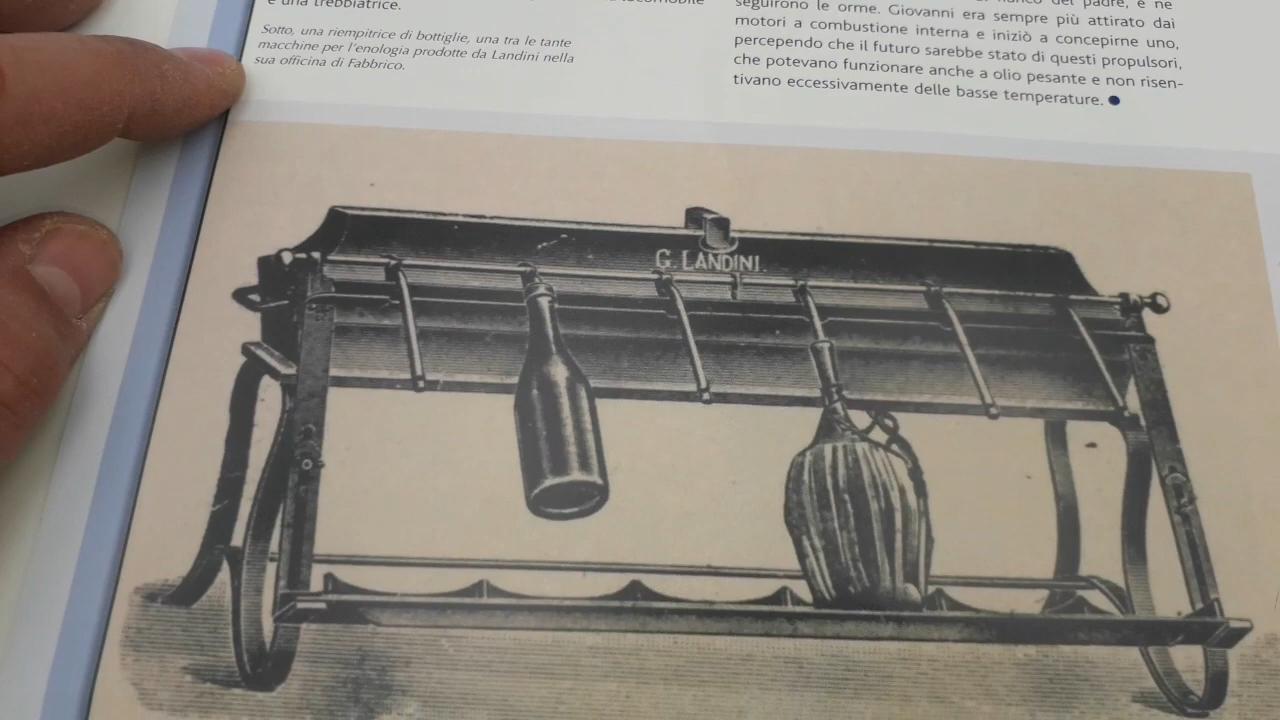 e una trebbiatrice.
Sotto, una riempitrice di bottiglie, una tra le tante
macchine per l'enologia prodotte da Landini nella
sua officina di Fabbrico.
del padre, e ne
seguirono le orme. Giovanni era sempre più attirato dai
motori a combustione interna e iniziò a concepirne uno,
percependo che il futuro sarebbe stato di questi propulsori,
che potevano funzionare anche a olio pesante e non risen-
tivano eccessivamente delle basse temperature.
G. LANDINI.